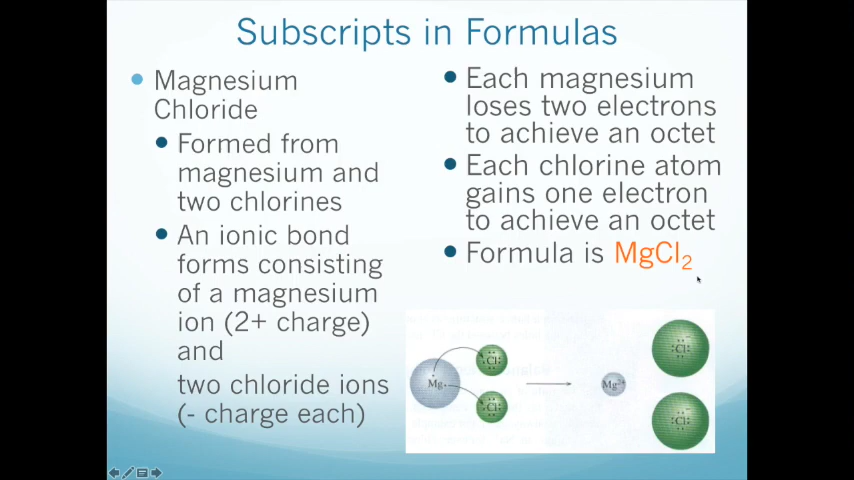 Subscripts in Formulas
Magnesium
Chloride
Formed from
magnesium and
two chlorines
An ionic bond
forms consisting
of a magnesium
ion (2+ charge)
and
two chloride ions
(- charge each)
Each magnesium
loses two electrons
to achieve an octet
Each chlorine atom
gains one electron
to achieve an octet
Formula is MgCl₂
Mg
Cl
Cl
Mg²⁺
Cl
Cl